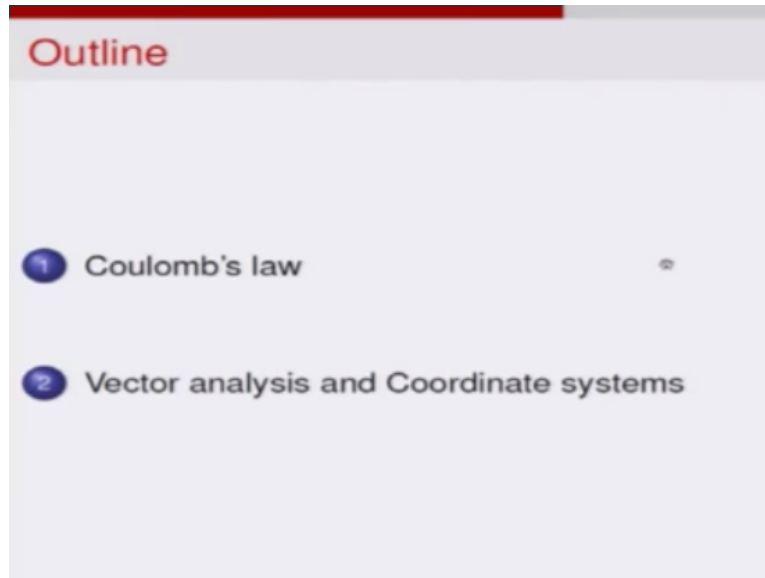 Outline
1 Coulomb's law
2 Vector analysis and Coordinate systems